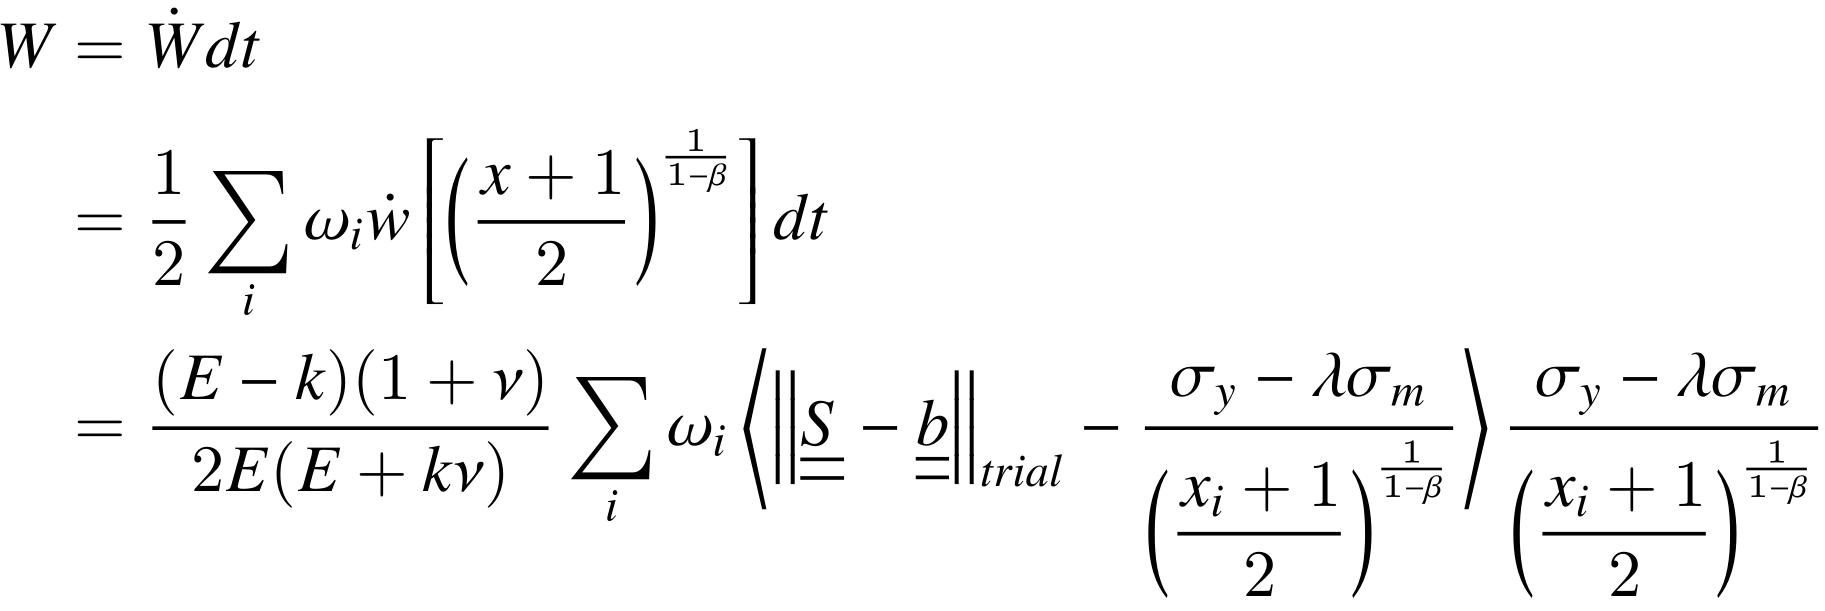 $W = \dot{W}dt$
$= \frac{1}{2} \sum_{i} \omega_i \dot{w} \left[ \left( \frac{x+1}{2} \right)^{\frac{1}{1-\beta}} \right] dt$
$= \frac{(E-k)(1+\nu)}{2E(E+k\nu)} \sum_{i} \omega_i \left\langle \left\| \underline{\underline{S}} - \underline{\underline{b}} \right\|_{trial} - \frac{\sigma_y - \lambda\sigma_m}{\left( \frac{x_i+1}{2} \right)^{\frac{1}{1-\beta}}} \right\rangle \frac{\sigma_y - \lambda\sigma_m}{\left( \frac{x_i+1}{2} \right)^{\frac{1}{1-\beta}}}$